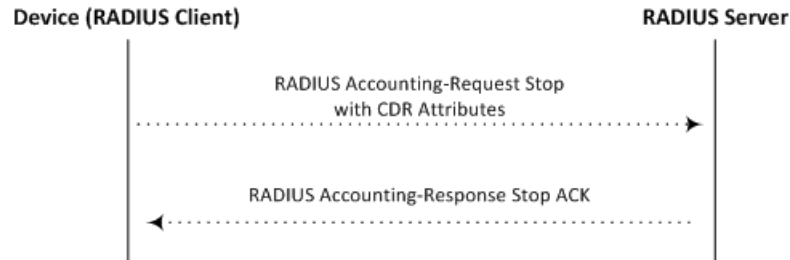 Device (RADIUS Client)
RADIUS Server
RADIUS Accounting-Request Stop
with CDR Attributes
RADIUS Accounting-Response Stop ACK